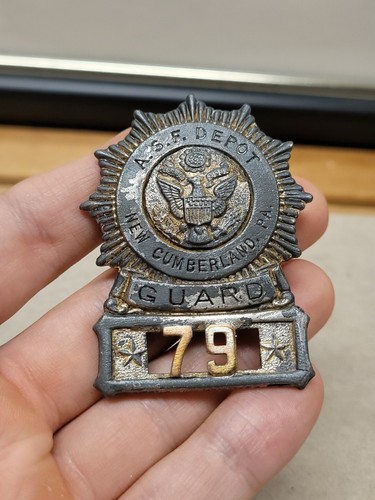 A.S.F. DEPOT
NEW CUMBERLAND, PA.
GUARD
79